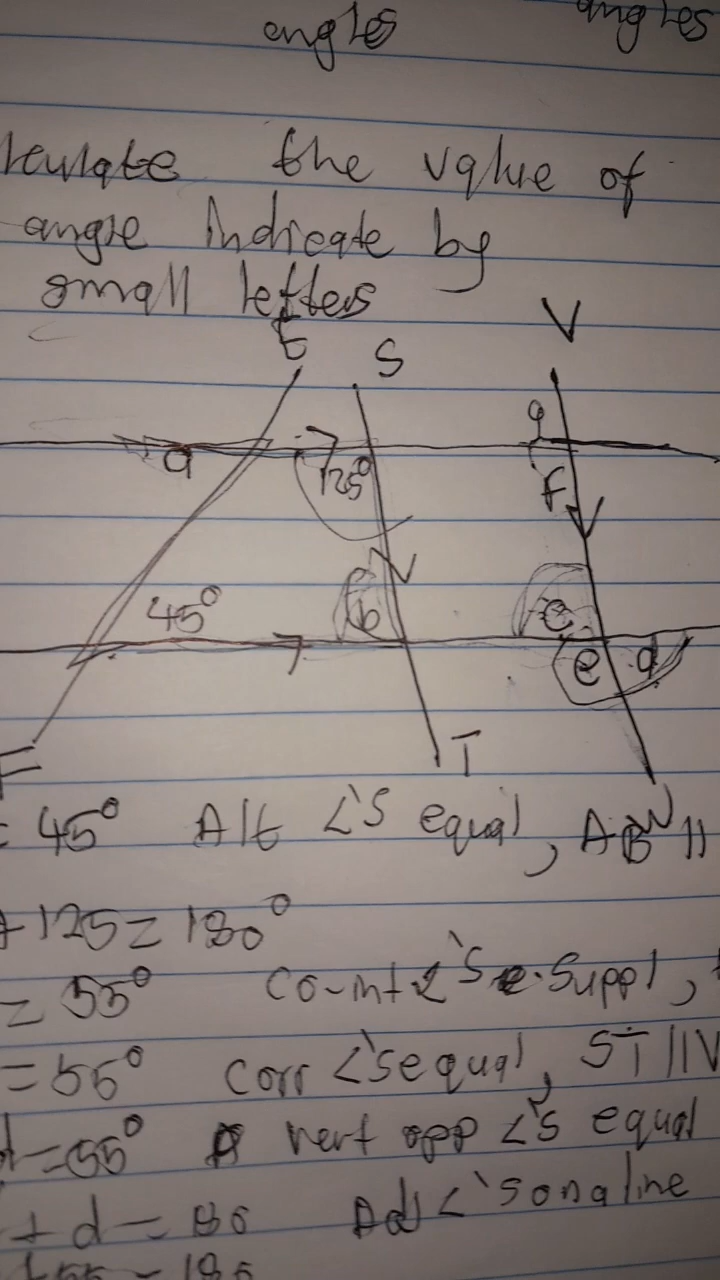 angles angles
the value of
angle indicate by
small letters
E S V
a 125° g
f
45° b c
e d
F T W
= 45° Alt <'s equal, AB ||
+ 125 = 180°
= 55° Co-int <'s suppl,
= 55° Corr <'s equal, ST || V
d = 55° vert opp <'s equal
+ d = 180 Adj <'s on a line